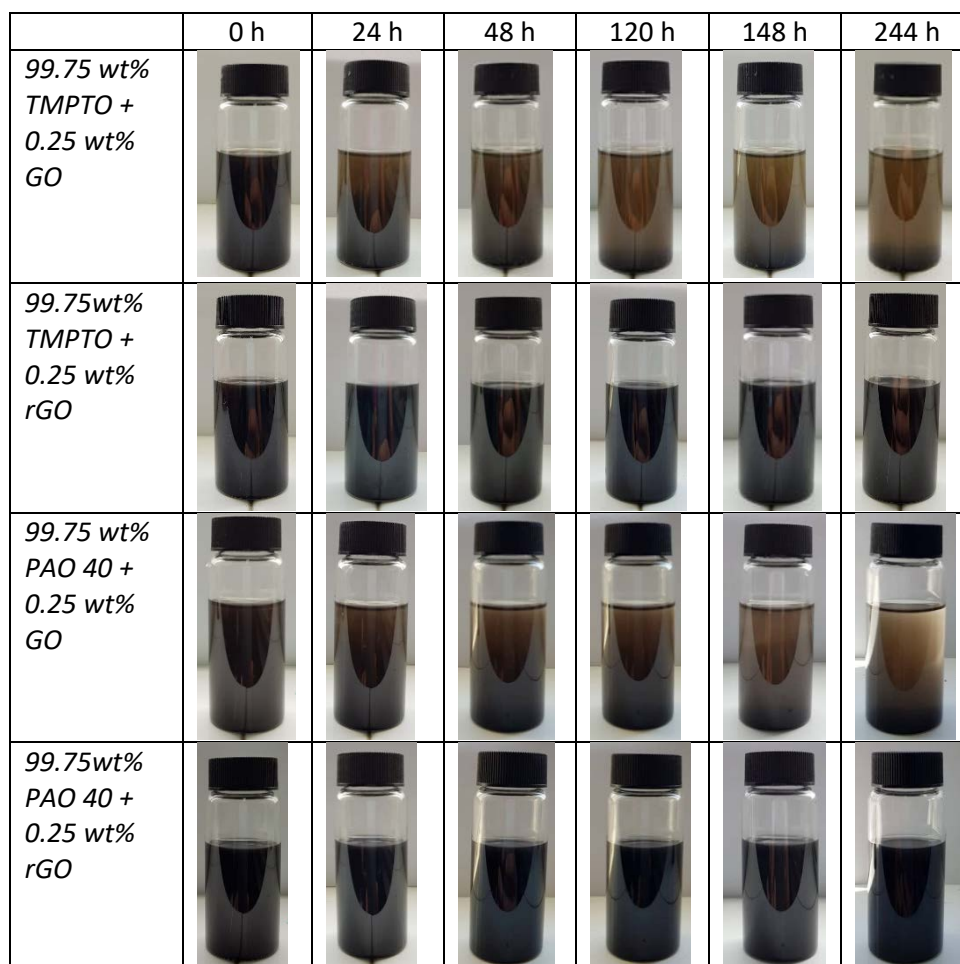 0 h 24 h 48 h 120 h 148 h 244 h
99.75 wt%
TMPTO +
0.25 wt%
GO
99.75wt%
TMPTO +
0.25 wt%
rGO
99.75 wt%
PAO 40 +
0.25 wt%
GO
99.75wt%
PAO 40 +
0.25 wt%
rGO